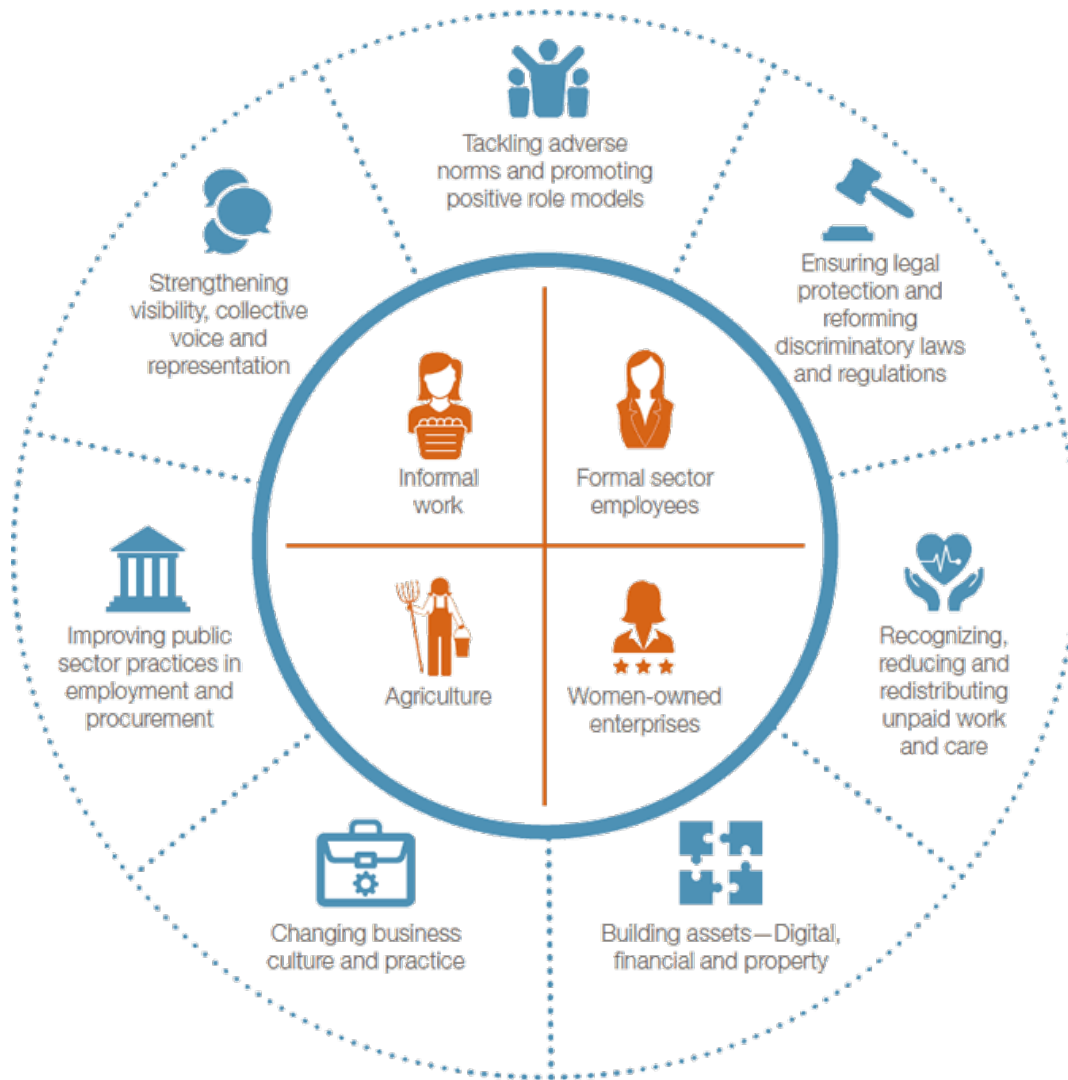 Tackling adverse
norms and promoting
positive role models
Ensuring legal
protection and
reforming
discriminatory laws
and regulations
Recognizing,
reducing and
redistributing
unpaid work
and care
Building assets—Digital,
financial and property
Changing business
culture and practice
Improving public
sector practices in
employment and
procurement
Strengthening
visibility, collective
voice and
representation
Informal
work
Formal sector
employees
Agriculture
Women-owned
enterprises